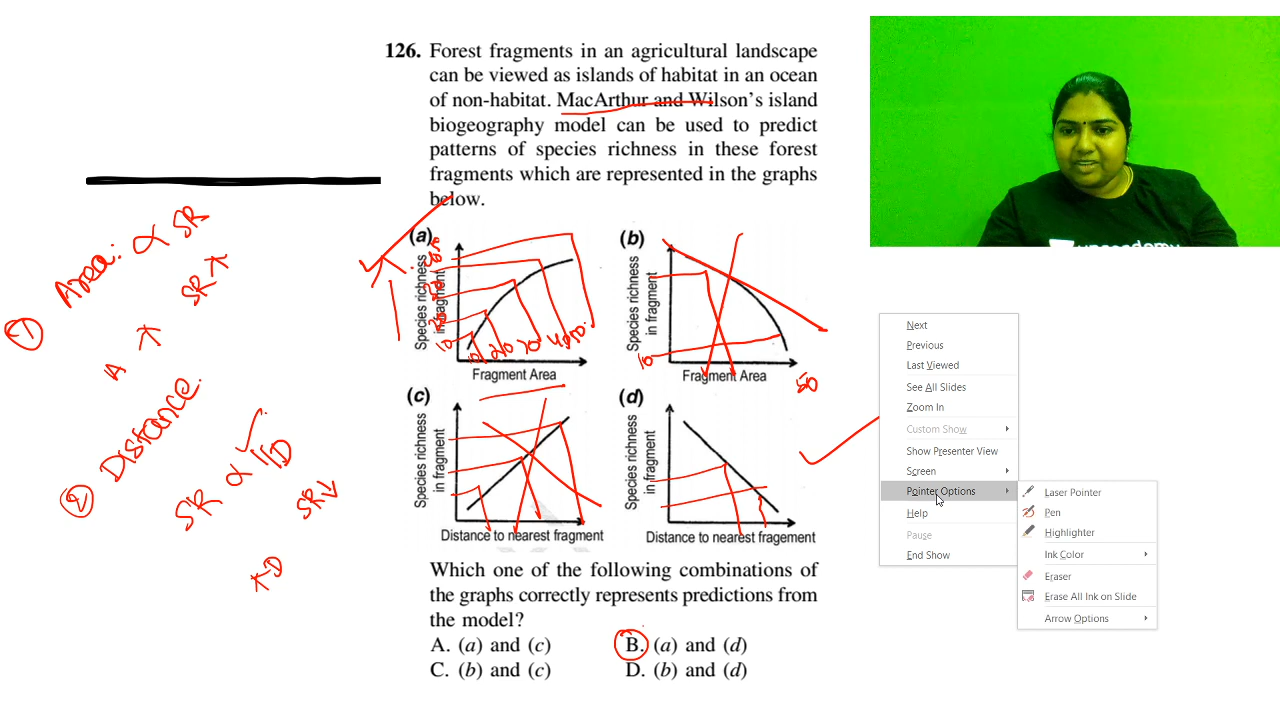 126. Forest fragments in an agricultural landscape
can be viewed as islands of habitat in an ocean
of non-habitat. MacArthur and Wilson's island
biogeography model can be used to predict
patterns of species richness in these forest
fragments which are represented in the graphs
below.
① Area: ∝ SR
A ↑ SR ↑
② Distance.
SR ∝ 1/D
SR↓
↑D
(a)
Species richness
in fragment
10
10 20 30 40 50
Fragment Area
(b)
Species richness
in fragment
10
50
Fragment Area
(c)
Species richness
in fragment
Distance to nearest fragment
(d)
Species richness
in fragment
Distance to nearest fragement
Which one of the following combinations of
the graphs correctly represents predictions from
the model?
A. (a) and (c)
B. (a) and (d)
C. (b) and (c)
D. (b) and (d)
Next
Previous
Last Viewed
See All Slides
Zoom In
Custom Show
Show Presenter View
Screen
Pointer Options
Help
Pause
End Show
Laser Pointer
Pen
Highlighter
Ink Color
Eraser
Erase All Ink on Slide
Arrow Options